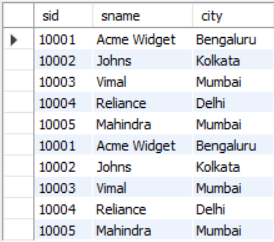 sid sname city
10001 Acme Widget Bengaluru
10002 Johns Kolkata
10003 Vimal Mumbai
10004 Reliance Delhi
10005 Mahindra Mumbai
10001 Acme Widget Bengaluru
10002 Johns Kolkata
10003 Vimal Mumbai
10004 Reliance Delhi
10005 Mahindra Mumbai